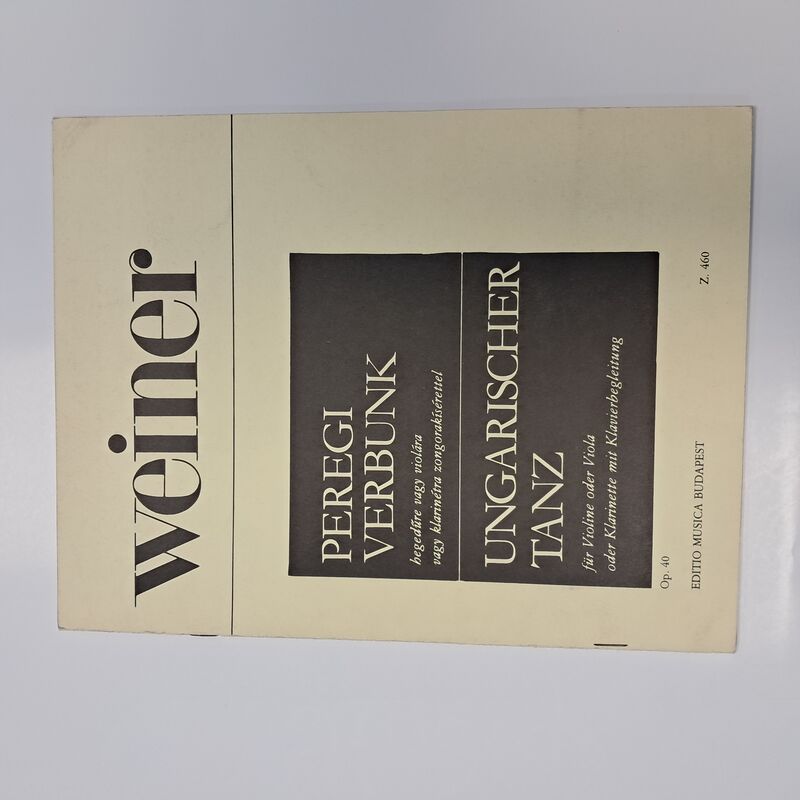 weiner
PEREGI
VERBUNK
hegedűre vagy violára
vagy klarinétra zongorakísérettel
UNGARISCHER
TANZ
für Violine oder Viola
oder Klarinette mit Klavierbegleitung
Op. 40
EDITIO MUSICA BUDAPEST
Z. 460